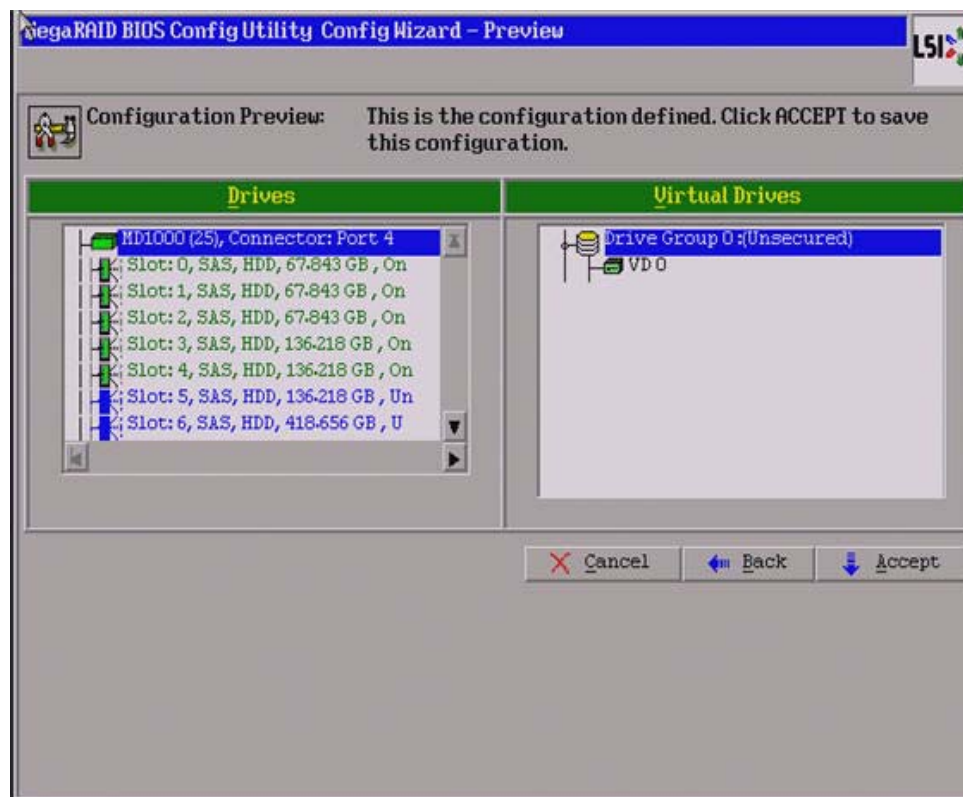 MegaRAID BIOS Config Utility Config Wizard – Preview
LSI
Configuration Preview: This is the configuration defined. Click ACCEPT to save
this configuration.
Drives
Virtual Drives
MD1000 (25), Connector: Port 4
Slot: 0, SAS, HDD, 67.843 GB , On
Slot: 1, SAS, HDD, 67.843 GB , On
Slot: 2, SAS, HDD, 67.843 GB , On
Slot: 3, SAS, HDD, 136.218 GB , On
Slot: 4, SAS, HDD, 136.218 GB , On
Slot: 5, SAS, HDD, 136.218 GB , Un
Slot: 6, SAS, HDD, 418.656 GB , U
Drive Group 0 :(Unsecured)
VD 0
Cancel
Back
Accept